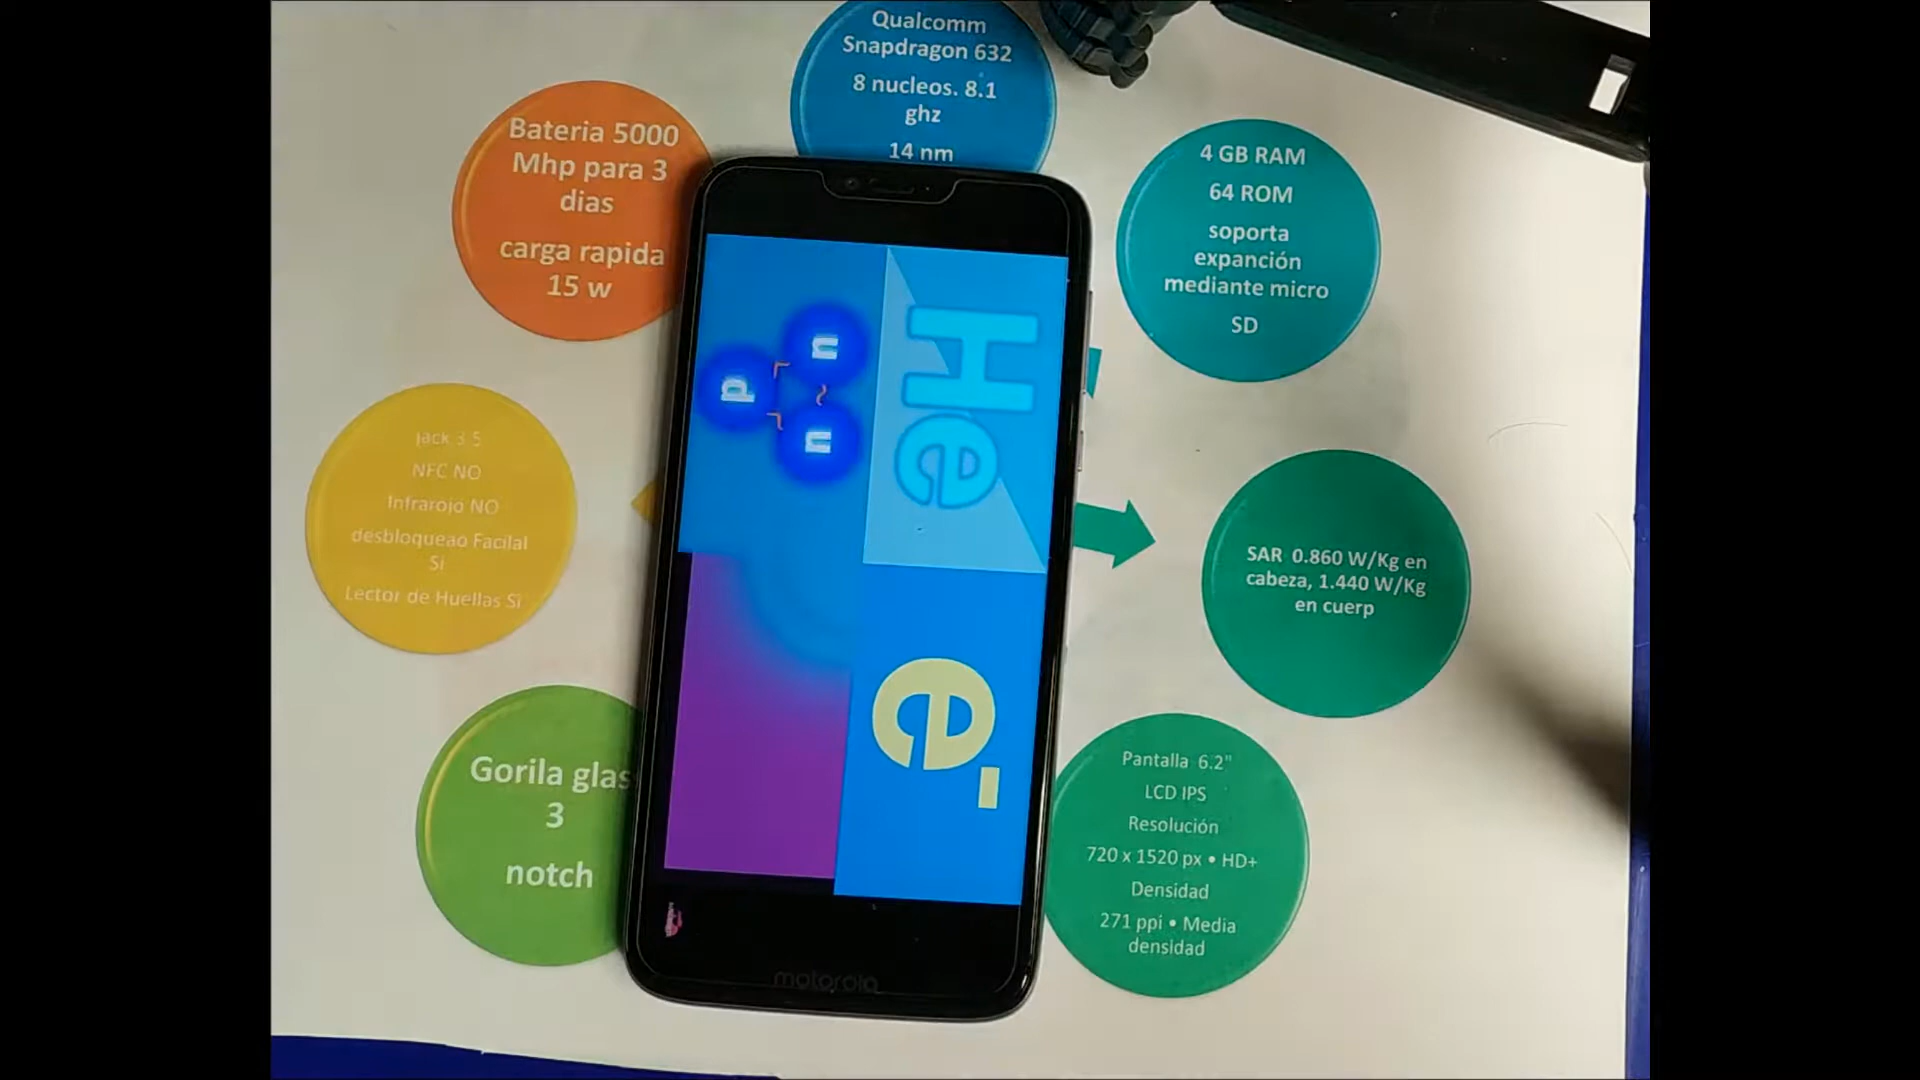 Qualcomm
Snapdragon 632
8 nucleos. 8.1
ghz
14 nm
Bateria 5000
Mhp para 3
dias
carga rapida
15 w
4 GB RAM
64 ROM
soporta
expanción
mediante micro
SD
Jack 3.5
NFC NO
Infrarojo NO
desbloqueao Facilal
Si
Lector de Huellas Si
SAR 0.860 W/Kg en
cabeza, 1.440 W/Kg
en cuerp
Gorila glas
3
notch
Pantalla 6.2"
LCD IPS
Resolución
720 x 1520 px • HD+
Densidad
271 ppi • Media
densidad
He
u
u
d
e-
motorola